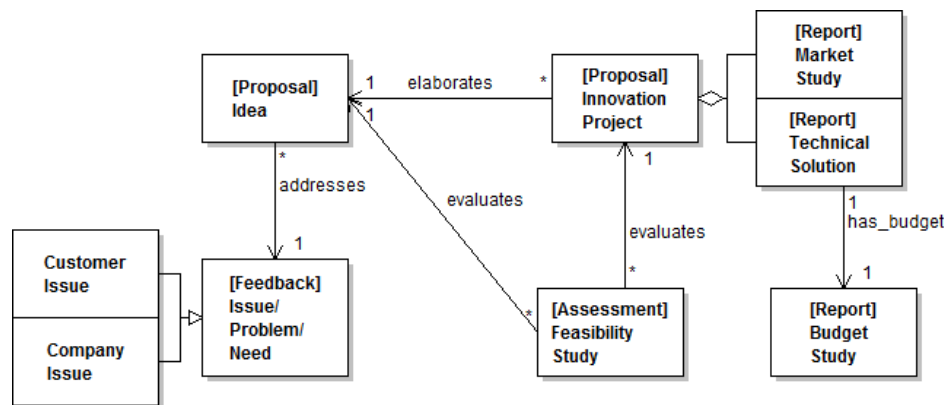 [Report]
Market
Study
[Proposal]
Idea
1
elaborates
*
[Proposal]
Innovation
Project
1
[Report]
Technical
Solution
*
addresses
1
evaluates
1
has_budget
evaluates
1
*
1
Customer
Issue
[Feedback]
Issue/
Problem/
Need
*
[Assessment]
Feasibility
Study
[Report]
Budget
Study
Company
Issue